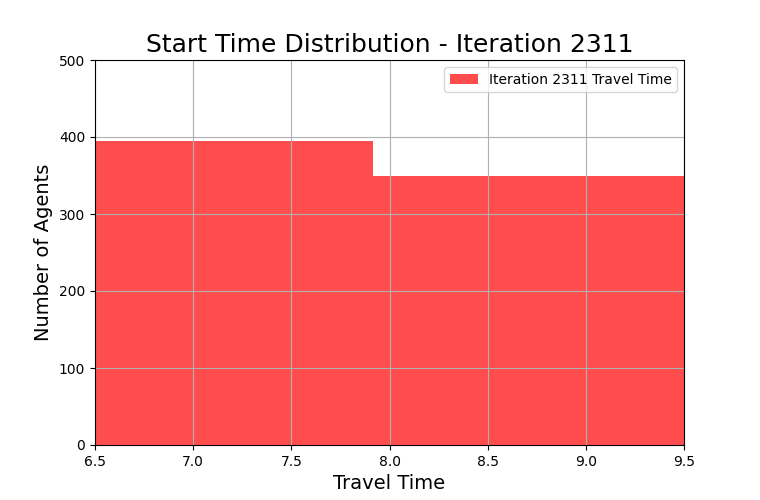 Start Time Distribution - Iteration 2311
Iteration 2311 Travel Time
Number of Agents
500
400
300
200
100
0
6.5 7.0 7.5 8.0 8.5 9.0 9.5
Travel Time